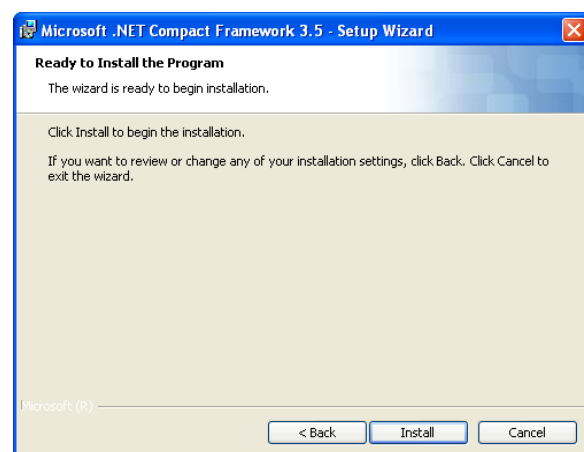 Microsoft .NET Compact Framework 3.5 - Setup Wizard
Ready to Install the Program
The wizard is ready to begin installation.
Click Install to begin the installation.
If you want to review or change any of your installation settings, click Back. Click Cancel to
exit the wizard.
Microsoft (R)
< Back Install Cancel